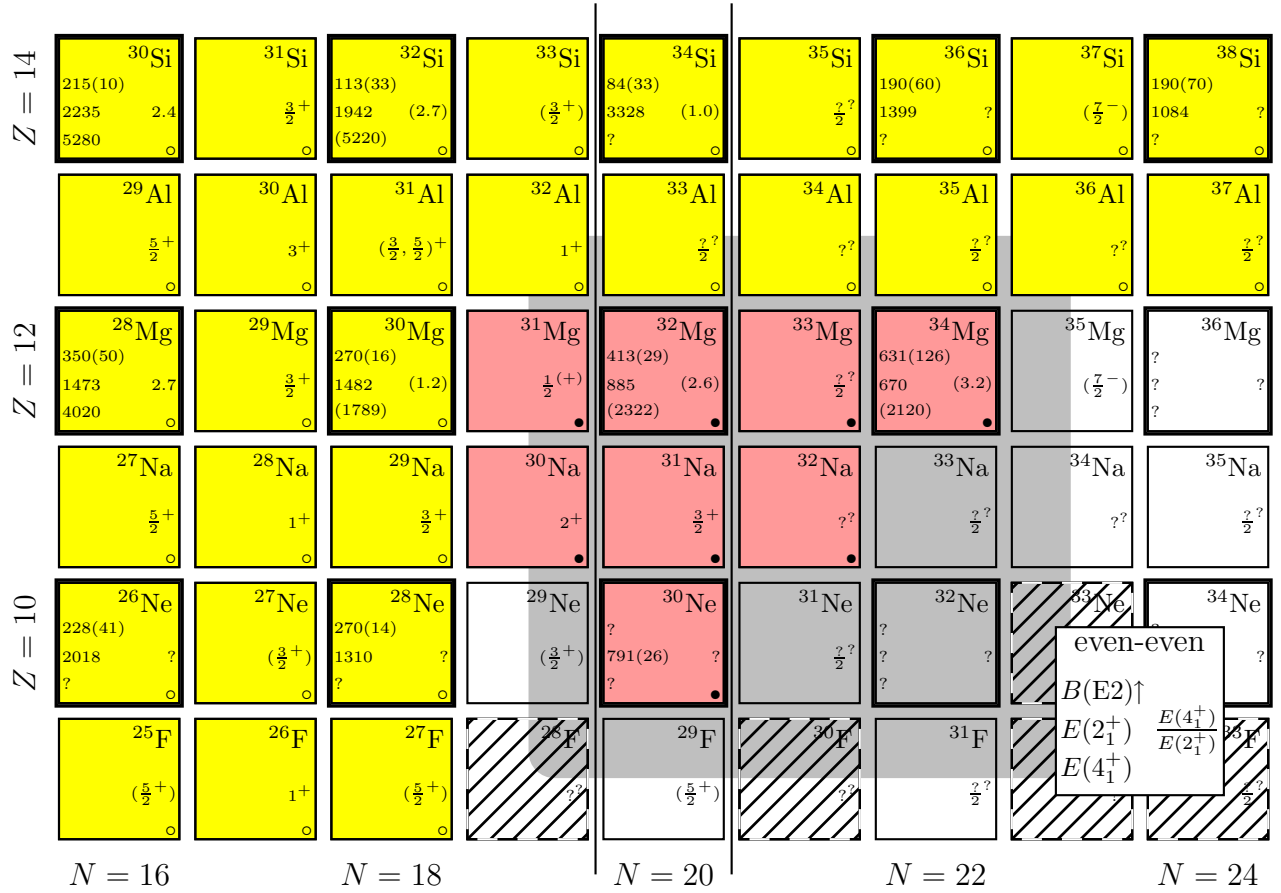 Z = 14
³⁰Si 215(10) 2235 2.4 5280
³¹Si 3/2⁺
³²Si 113(33) 1942 (2.7) (5220)
³³Si (3/2⁺)
³⁴Si 84(33) 3328 (1.0) ?
³⁵Si ?/2^?
³⁶Si 190(60) 1399 ? ?
³⁷Si (7/2⁻)
³⁸Si 190(70) 1084 ? ?
²⁹Al 5/2⁺
³⁰Al 3⁺
³¹Al (3/2, 5/2)⁺
³²Al 1⁺
³³Al ?/2^?
³⁴Al ?^?
³⁵Al ?/2^?
³⁶Al ?^?
³⁷Al ?/2^?
Z = 12
²⁸Mg 350(50) 1473 2.7 4020
²⁹Mg 3/2⁺
³⁰Mg 270(16) 1482 (1.2) (1789)
³¹Mg 1/2⁽⁺⁾
³²Mg 413(29) 885 (2.6) (2322)
³³Mg ?/2^?
³⁴Mg 631(126) 670 (3.2) (2120)
³⁵Mg (7/2⁻)
³⁶Mg ? ? ? ?
²⁷Na 5/2⁺
²⁸Na 1⁺
²⁹Na 3/2⁺
³⁰Na 2⁺
³¹Na 3/2⁺
³²Na ?^?
³³Na ?/2^?
³⁴Na ?^?
³⁵Na ?/2^?
Z = 10
²⁶Ne 228(41) 2018 ? ?
²⁷Ne (3/2⁺)
²⁸Ne 270(14) 1310 ? ?
²⁹Ne (3/2⁺)
³⁰Ne ? 791(26) ? ?
³¹Ne ?/2^?
³²Ne ? ? ? ?
³³Ne
³⁴Ne
even-even
B(E2)↑
E(2₁⁺) E(4₁⁺)/E(2₁⁺)
E(4₁⁺)
²⁵F (5/2⁺)
²⁶F 1⁺
²⁷F (5/2⁺)
²⁸F ?^?
²⁹F (5/2⁺)
³⁰F ?^?
³¹F ?/2^?
³³F ?/2^?
N = 16
N = 18
N = 20
N = 22
N = 24